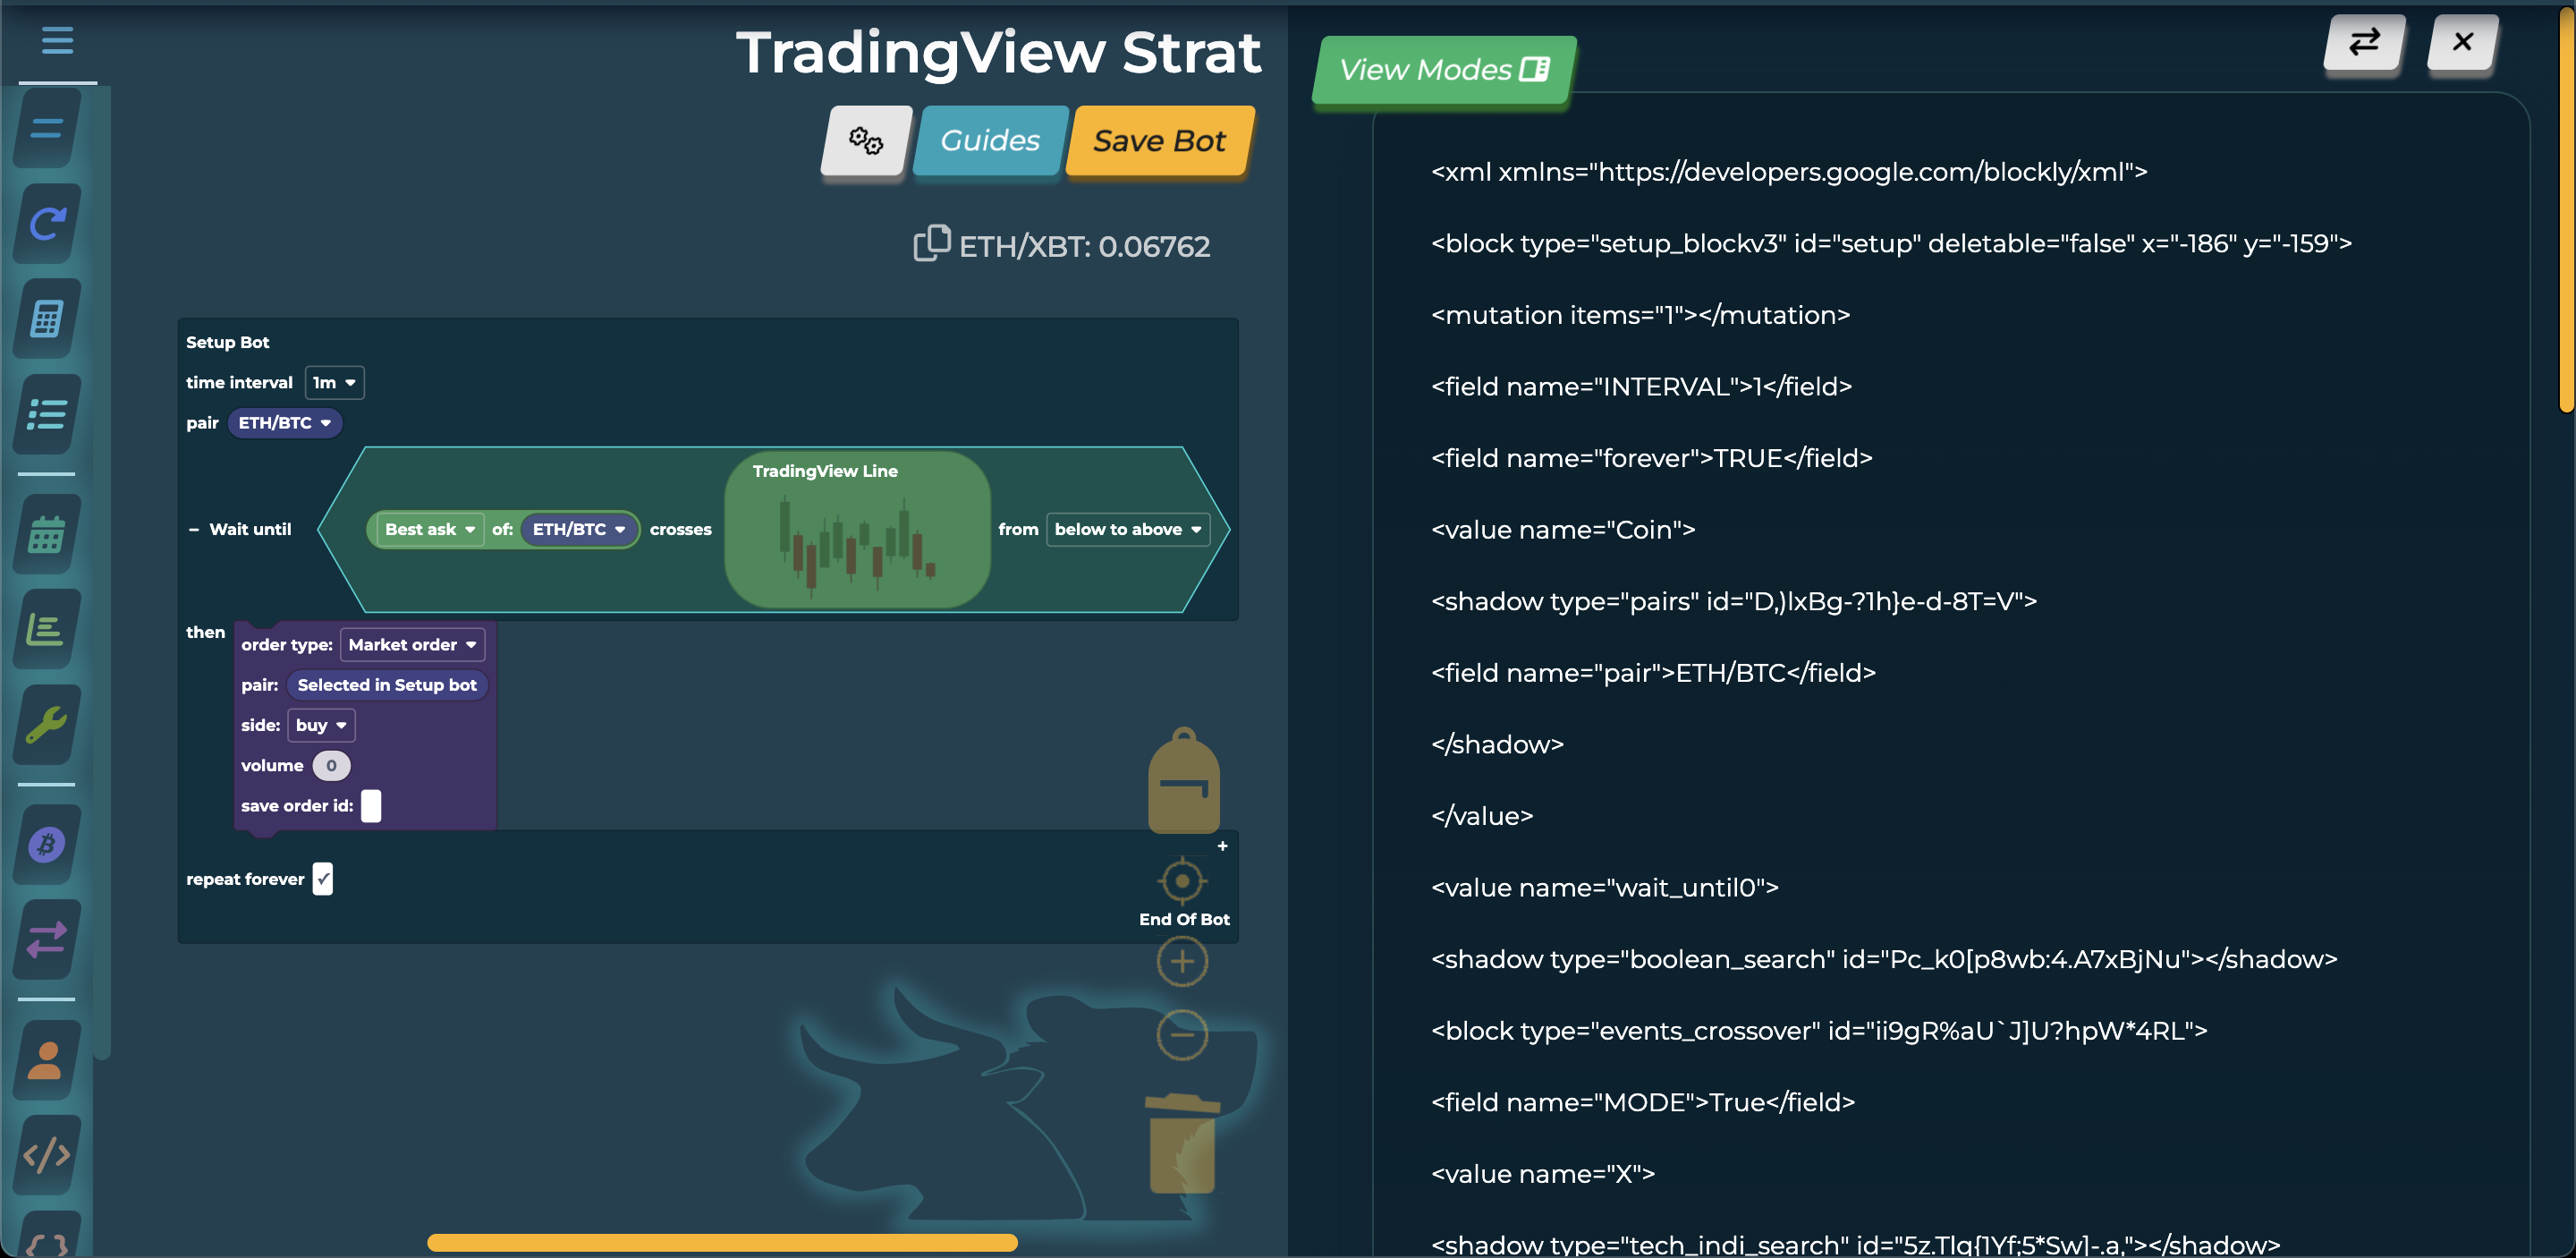 TradingView Strat
Guides
Save Bot
ETH/XBT: 0.06762
Setup Bot
time interval 1m
pair ETH/BTC
TradingView Line
– Wait until Best ask of: ETH/BTC crosses from below to above
then
order type: Market order
pair: Selected in Setup bot
side: buy
volume 0
save order id:
+
repeat forever ✓
End Of Bot
View Modes
<xml xmlns="https://developers.google.com/blockly/xml">
<block type="setup_blockv3" id="setup" deletable="false" x="-186" y="-159">
<mutation items="1"></mutation>
<field name="INTERVAL">1</field>
<field name="forever">TRUE</field>
<value name="Coin">
<shadow type="pairs" id="D,)lxBg-?1h}e-d-8T=V">
<field name="pair">ETH/BTC</field>
</shadow>
</value>
<value name="wait_until0">
<shadow type="boolean_search" id="Pc_k0[p8wb:4.A7xBjNu"></shadow>
<block type="events_crossover" id="ii9gR%aU`J]U?hpW*4RL">
<field name="MODE">True</field>
<value name="X">
<shadow type="tech_indi_search" id="5z.Tlq{1Yf;5*Sw]-.a,"></shadow>